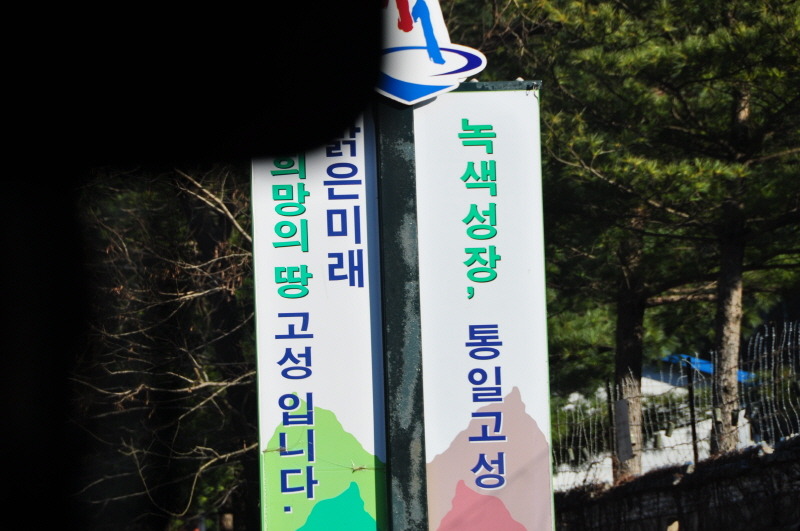 맑은미래
희망의 땅 고성 입니다.
녹색성장, 통일고성